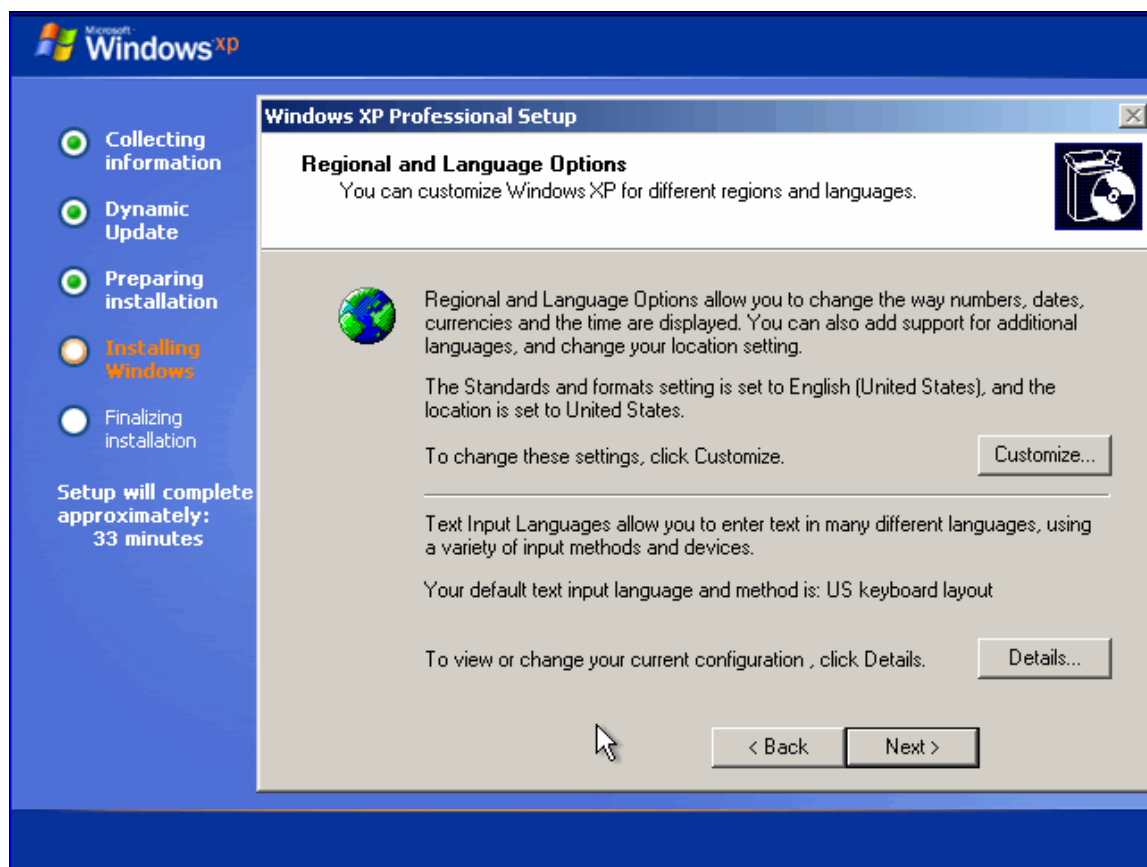 Microsoft
Windows xp
Collecting
information
Dynamic
Update
Preparing
installation
Installing
Windows
Finalizing
installation
Setup will complete
approximately:
33 minutes
Windows XP Professional Setup
Regional and Language Options
You can customize Windows XP for different regions and languages.
Regional and Language Options allow you to change the way numbers, dates,
currencies and the time are displayed. You can also add support for additional
languages, and change your location setting.
The Standards and formats setting is set to English (United States), and the
location is set to United States.
To change these settings, click Customize.
Customize...
Text Input Languages allow you to enter text in many different languages, using
a variety of input methods and devices.
Your default text input language and method is: US keyboard layout
To view or change your current configuration , click Details.
Details...
< Back
Next >